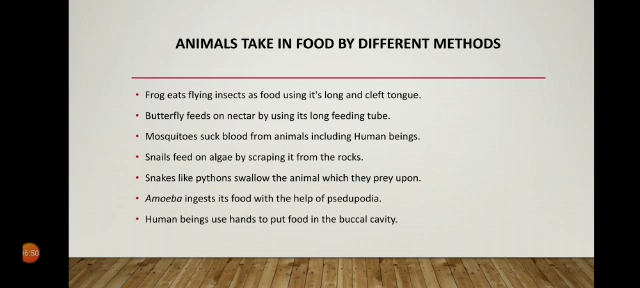 ANIMALS TAKE IN FOOD BY DIFFERENT METHODS
• Frog eats flying insects as food using it's long and cleft tongue.
• Butterfly feeds on nectar by using its long feeding tube.
• Mosquitoes suck blood from animals including Human beings.
• Snails feed on algae by scraping it from the rocks.
• Snakes like pythons swallow the animal which they prey upon.
• Amoeba ingests its food with the help of psedupodia.
• Human beings use hands to put food in the buccal cavity.